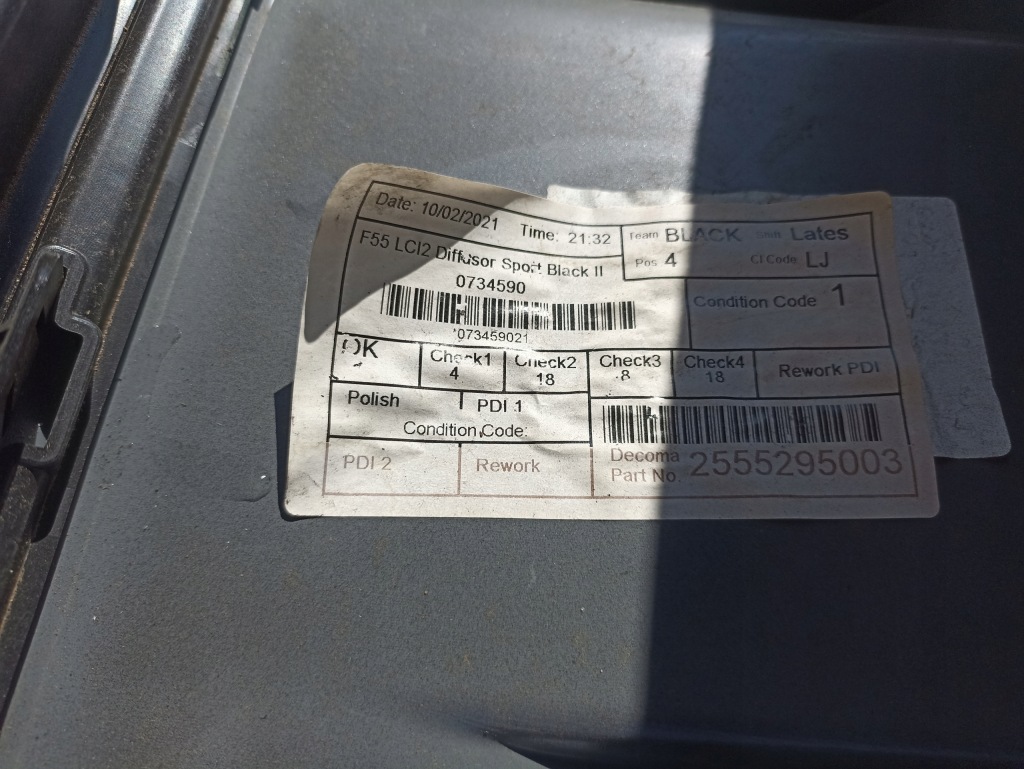 Date: 10/02/2021 Time: 21:32
Team BLACK Shift Lates
Pos 4 CI Code LJ
F55 LCI2 Diffusor Sport Black II
0734590
Condition Code 1
*073459021
OK
Check1
4
Check2
18
Check3
8
Check4
18
Rework PDI
Polish
PDI 1
Condition Code:
PDI 2
Rework
Decoma
Part No. 2555295003